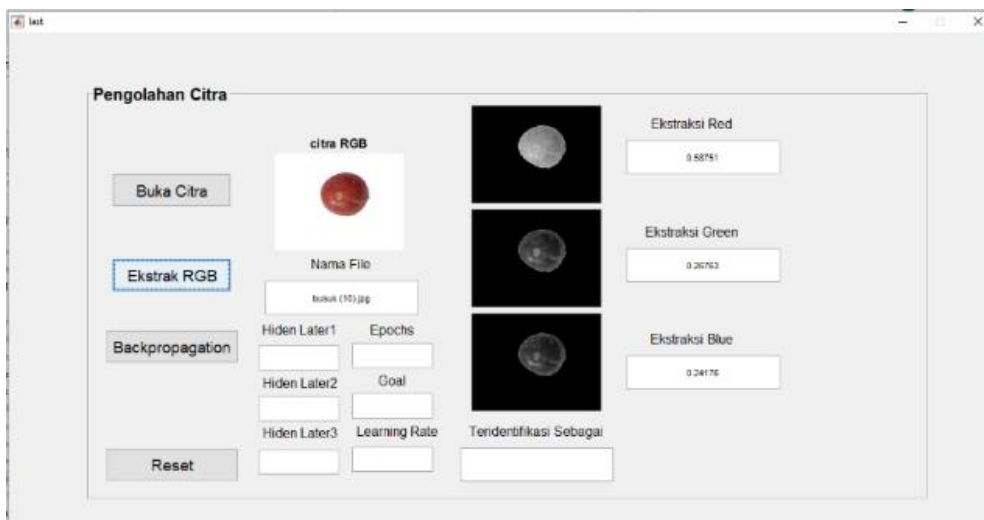 last
Pengolahan Citra
citra RGB
Buka Citra
Ekstrak RGB
Nama File
busuk (10).jpg
Backpropagation
Hiden Later1
Epochs
Hiden Later2
Goal
Hiden Later3
Learning Rate
Reset
Teridentifikasi Sebagai
Ekstraksi Red
0.58751
Ekstraksi Green
0.26763
Ekstraksi Blue
0.24176